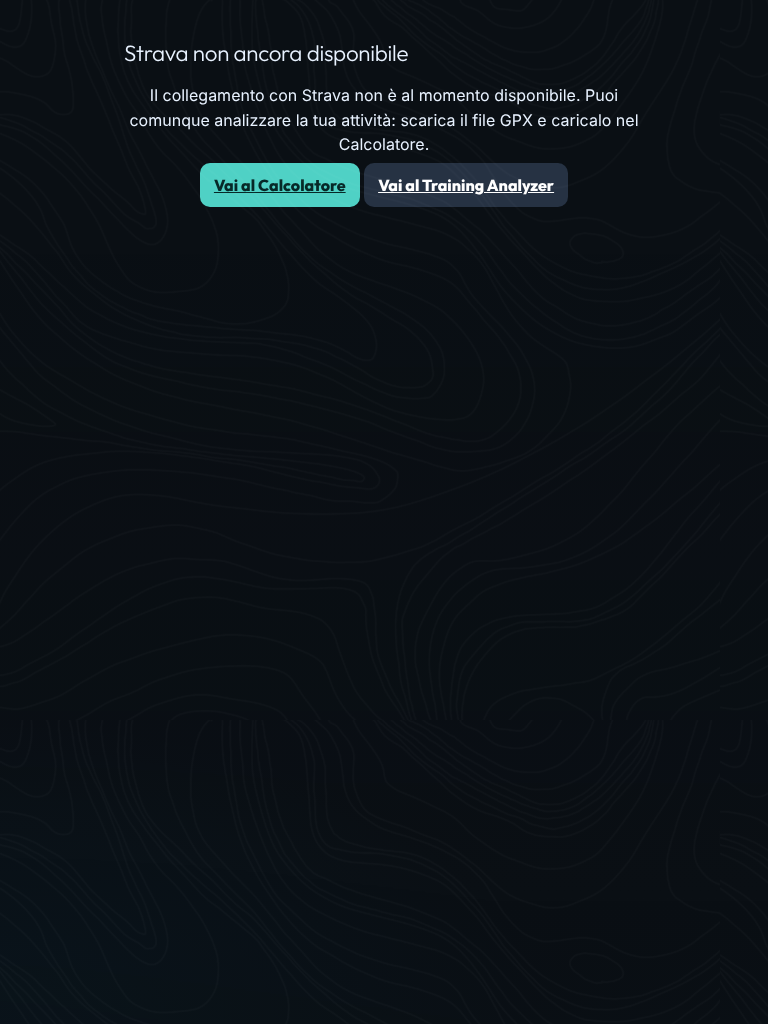 Strava non ancora disponibile
Il collegamento con Strava non è al momento disponibile. Puoi
comunque analizzare la tua attività: scarica il file GPX e caricalo nel
Calcolatore.
Vai al Calcolatore Vai al Training Analyzer